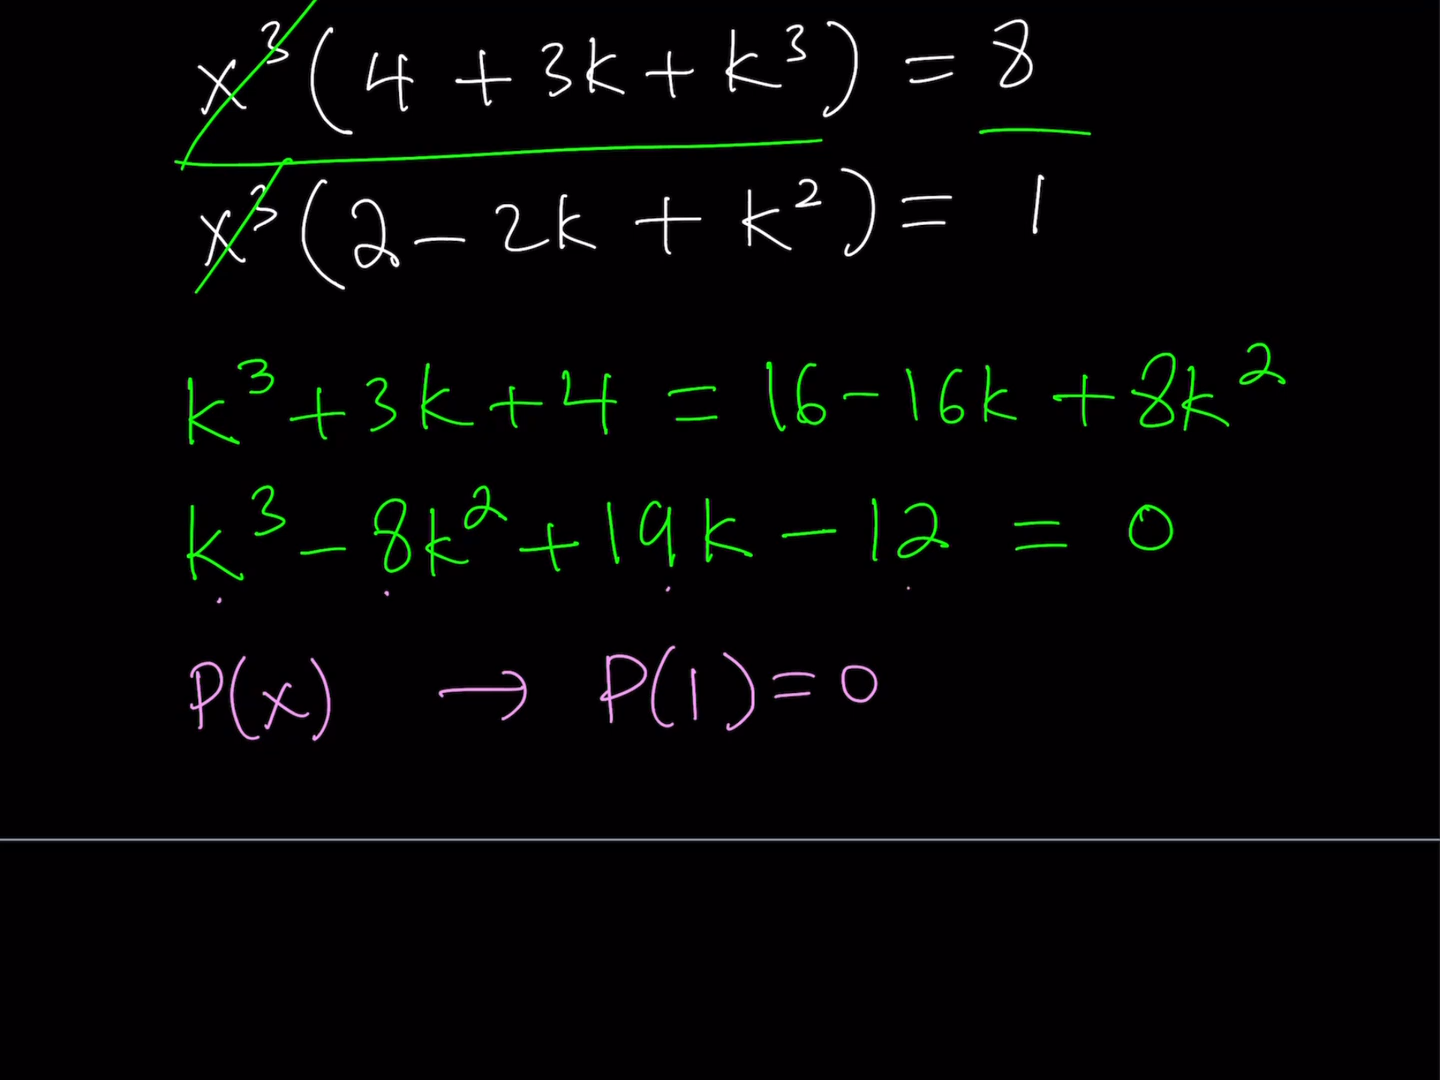 x³(4 + 3k + k³) = 8
x³(2 - 2k + k²) = 1
k³ + 3k + 4 = 16 - 16k + 8k²
k³ - 8k² + 19k - 12 = 0
P(x) → P(1) = 0